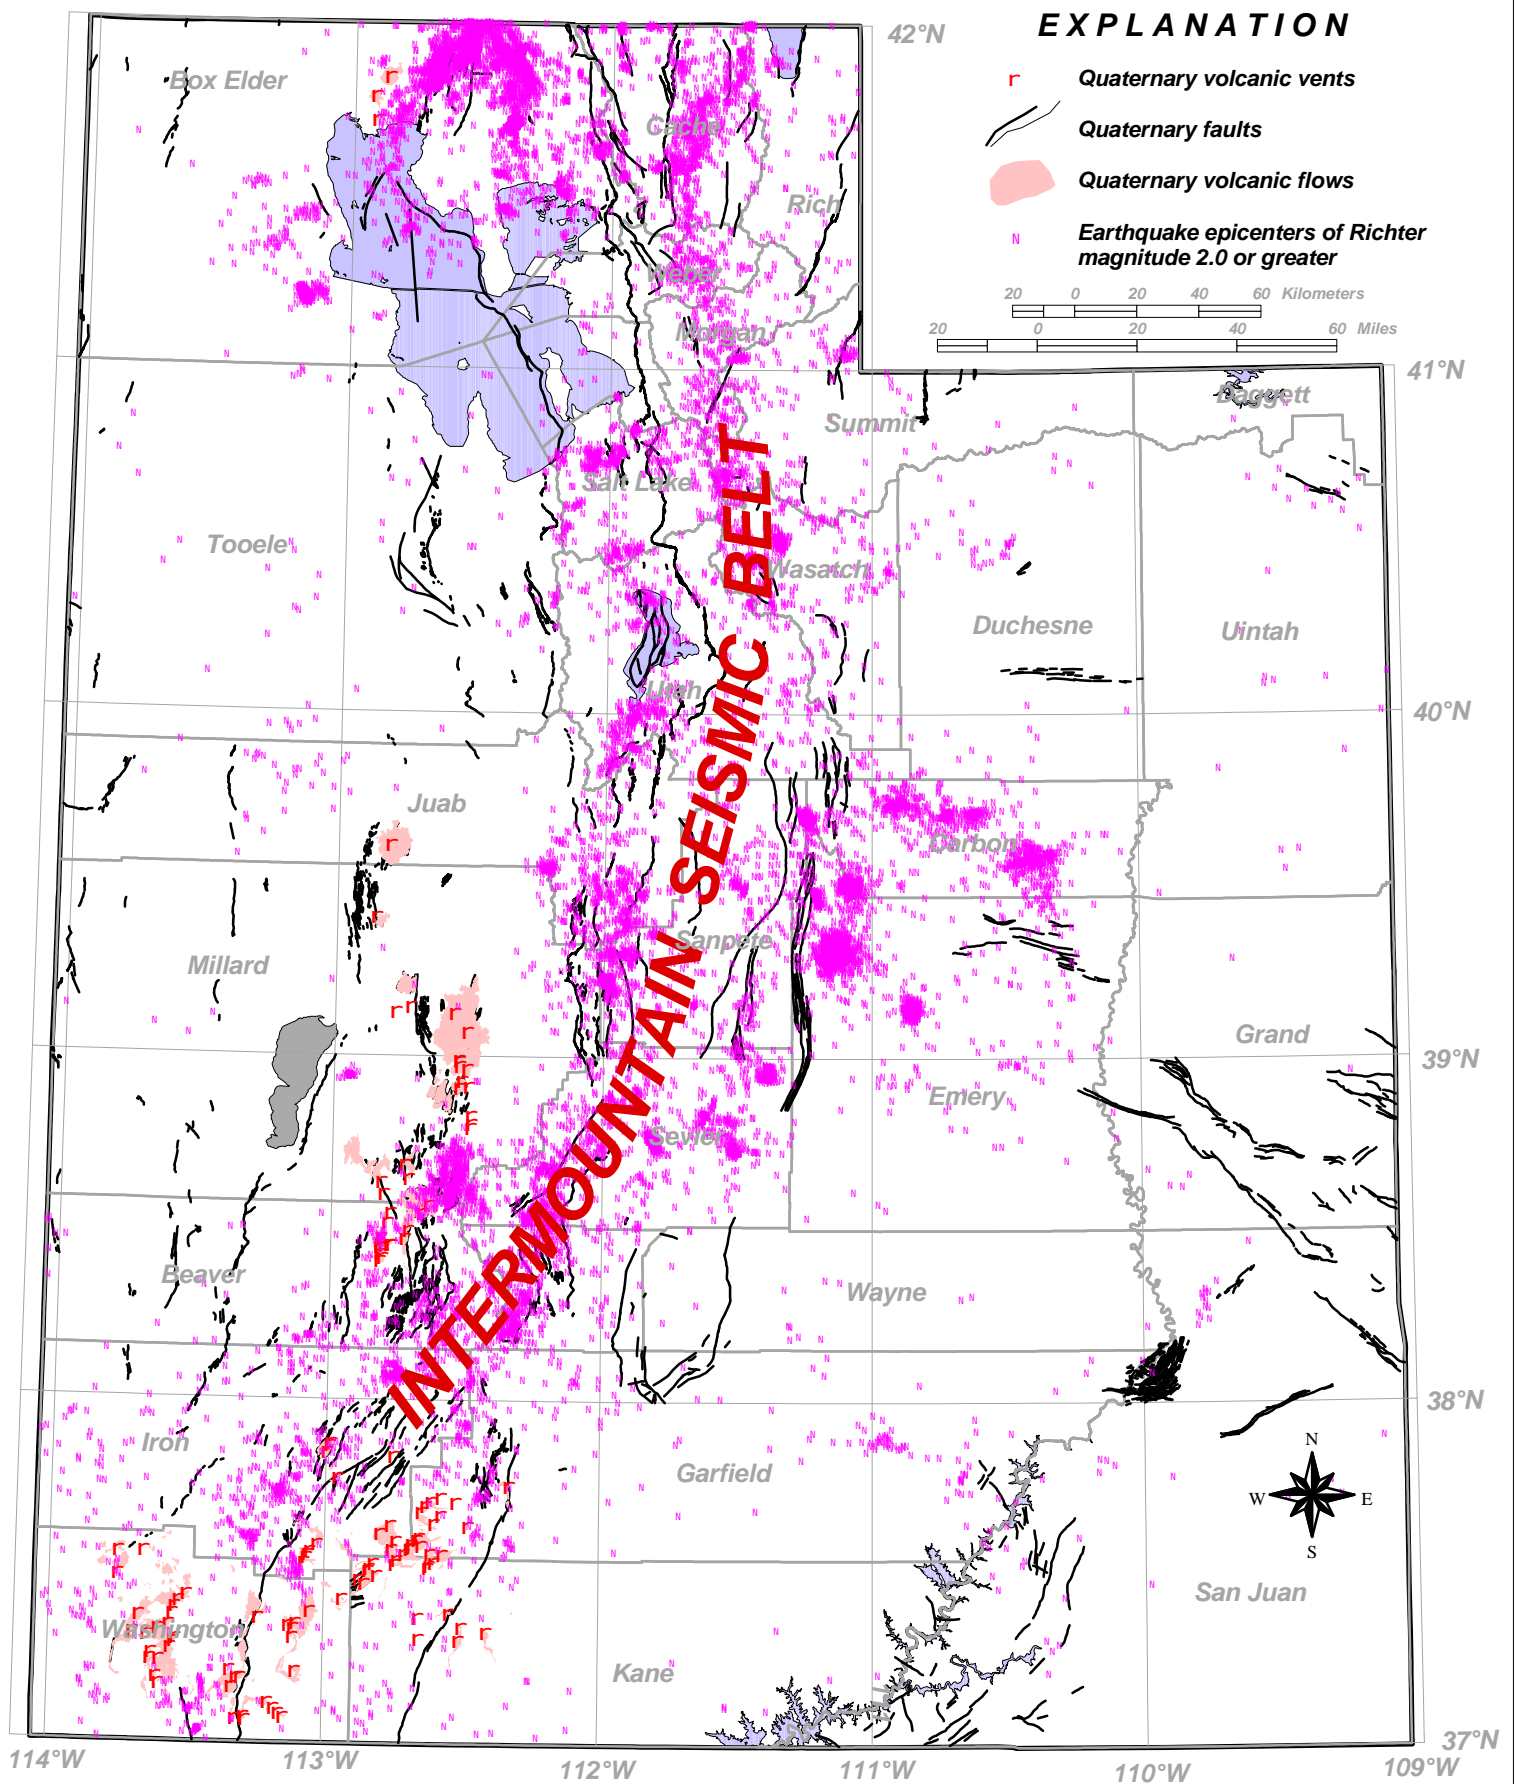 EXPLANATION
r Quaternary volcanic vents
Quaternary faults
Quaternary volcanic flows
N Earthquake epicenters of Richter
magnitude 2.0 or greater
20 0 20 40 60 Kilometers
20 0 20 40 60 Miles
42°N
41°N
40°N
39°N
38°N
37°N
114°W
113°W
112°W
111°W
110°W
109°W
Box Elder
Cache
Rich
Weber
Morgan
Daggett
Summit
Salt Lake
Tooele
Wasatch
Duchesne
Uintah
Utah
Juab
Carbon
Sanpete
Millard
Grand
Emery
Sevier
Beaver
Wayne
Iron
Garfield
San Juan
Washington
Kane
INTERMOUNTAIN SEISMIC BELT
N
W E
S